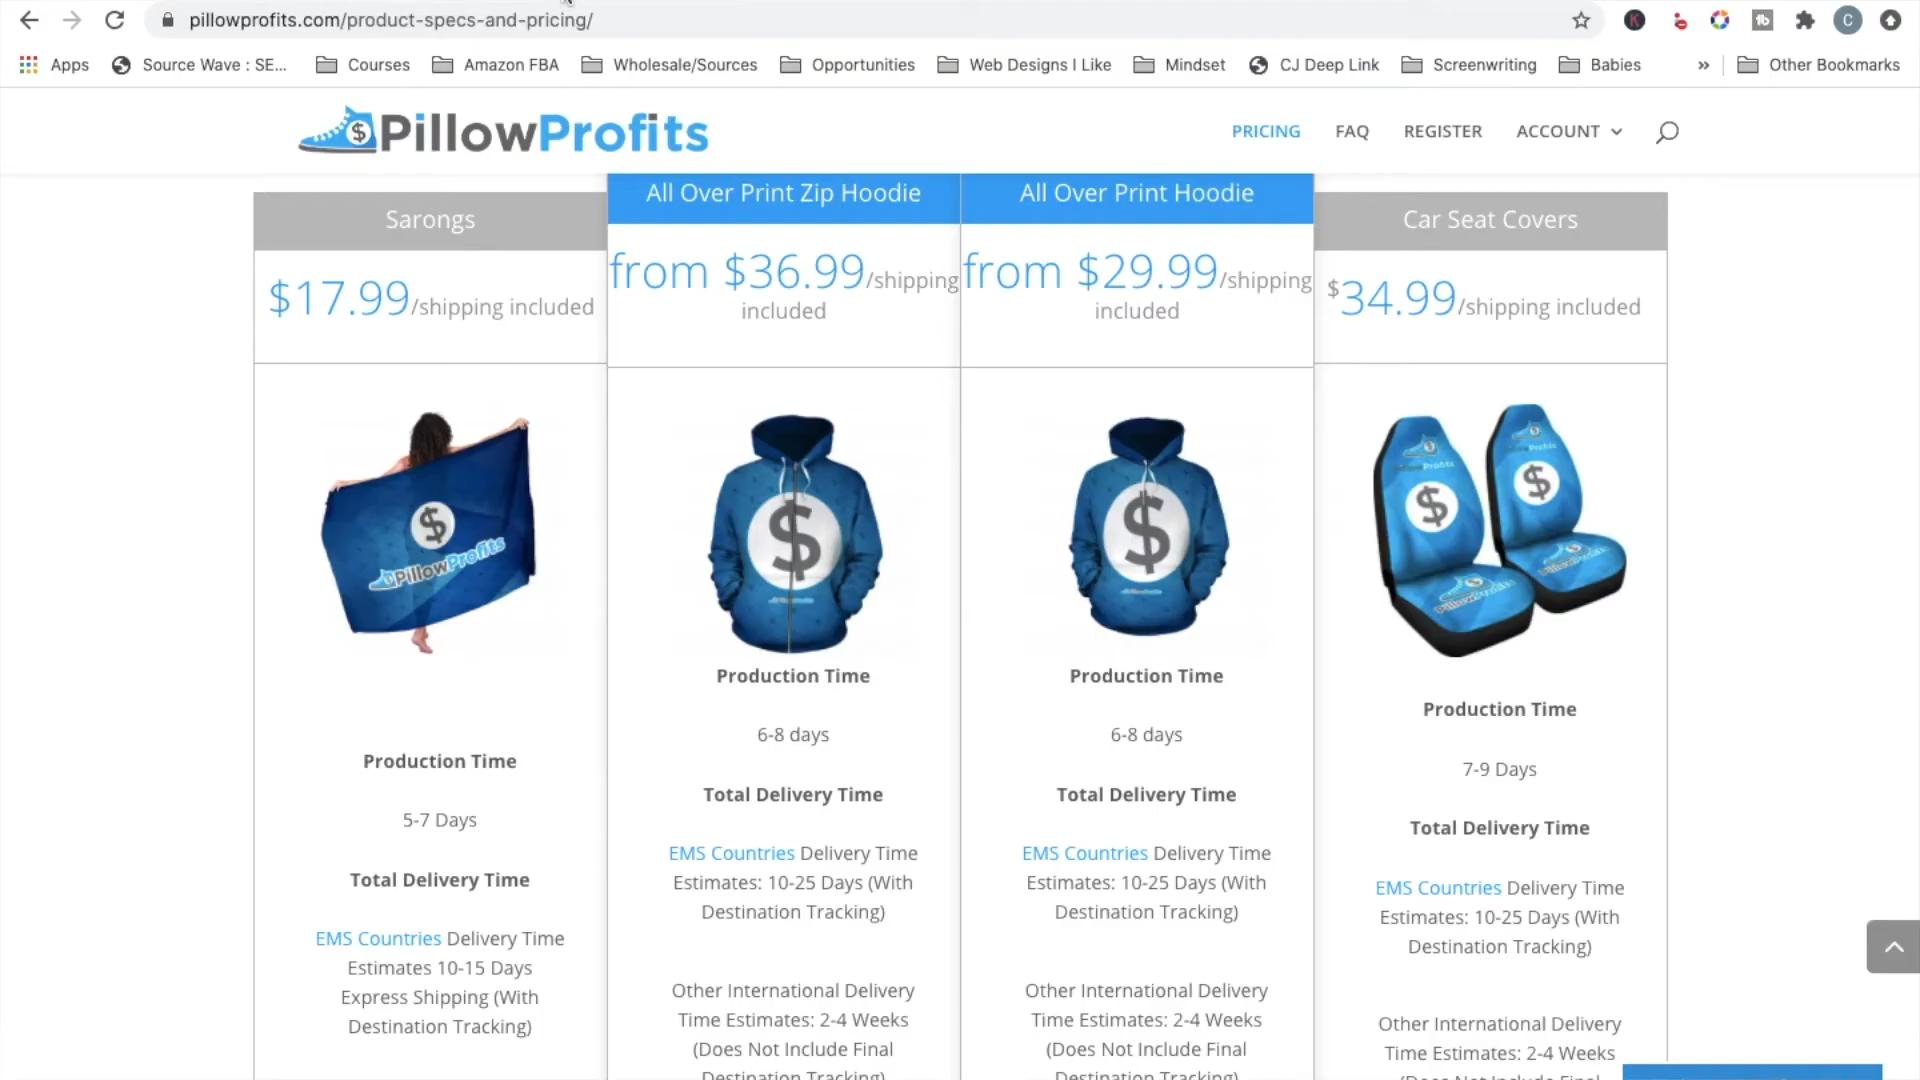 pillowprofits.com/product-specs-and-pricing/
C
Apps
Source Wave : SE...
Courses
Amazon FBA
Wholesale/Sources
Opportunities
Web Designs I Like
Mindset
CJ Deep Link
Screenwriting
Babies
»
Other Bookmarks
$PillowProfits
PRICING
FAQ
REGISTER
ACCOUNT
Sarongs
$17.99/shipping included
$
PillowProfits
Production Time
5-7 Days
Total Delivery Time
EMS Countries Delivery Time
Estimates 10-15 Days
Express Shipping (With
Destination Tracking)
All Over Print Zip Hoodie
from $36.99/shipping
included
$
Production Time
6-8 days
Total Delivery Time
EMS Countries Delivery Time
Estimates: 10-25 Days (With
Destination Tracking)
Other International Delivery
Time Estimates: 2-4 Weeks
(Does Not Include Final
Destination Tracking)
All Over Print Hoodie
from $29.99/shipping
included
$
Production Time
6-8 days
Total Delivery Time
EMS Countries Delivery Time
Estimates: 10-25 Days (With
Destination Tracking)
Other International Delivery
Time Estimates: 2-4 Weeks
(Does Not Include Final
Destination Tracking)
Car Seat Covers
$34.99/shipping included
$
$
Production Time
7-9 Days
Total Delivery Time
EMS Countries Delivery Time
Estimates: 10-25 Days (With
Destination Tracking)
Other International Delivery
Time Estimates: 2-4 Weeks
(Does Not Include Final